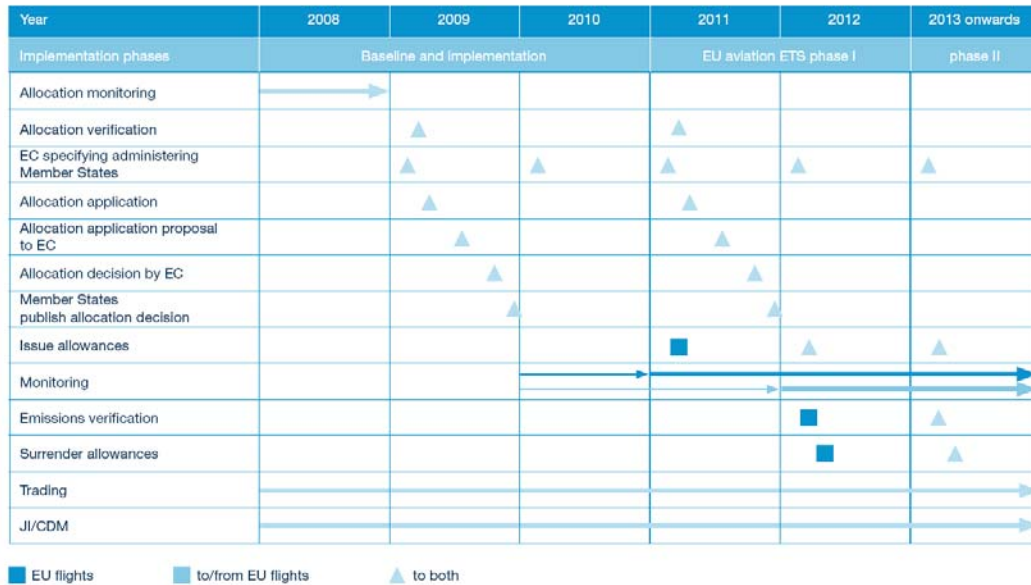 Year 2008 2009 2010 2011 2012 2013 onwards
Implementation phases Baseline and implementation EU aviation ETS phase I phase II
Allocation monitoring
Allocation verification
EC specifying administering
Member States
Allocation application
Allocation application proposal
to EC
Allocation decision by EC
Member States
publish allocation decision
Issue allowances
Monitoring
Emissions verification
Surrender allowances
Trading
JI/CDM
EU flights to/from EU flights to both